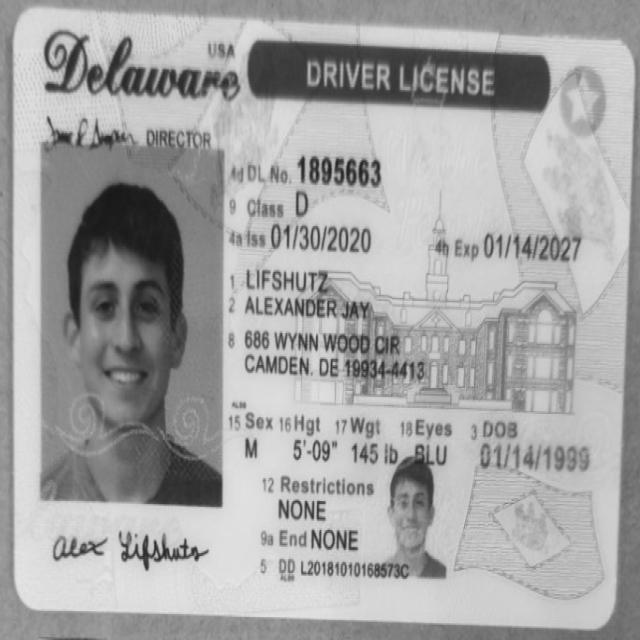 Delaware USA DRIVER LICENSE
DIRECTOR
4d DL No. 1895663
9 Class D
4a Iss 01/30/2020 4b Exp 01/14/2027
1 LIFSHUTZ
2 ALEXANDER JAY
8 686 WYNN WOOD CIR
CAMDEN, DE 19934-4413
15 Sex 16 Hgt 17 Wgt 18 Eyes 3 DOB
M 5'-09" 145 lb BLU 01/14/1999
12 Restrictions
NONE
9a End NONE
Alex Lifshutz
5 DD L20181010168573C